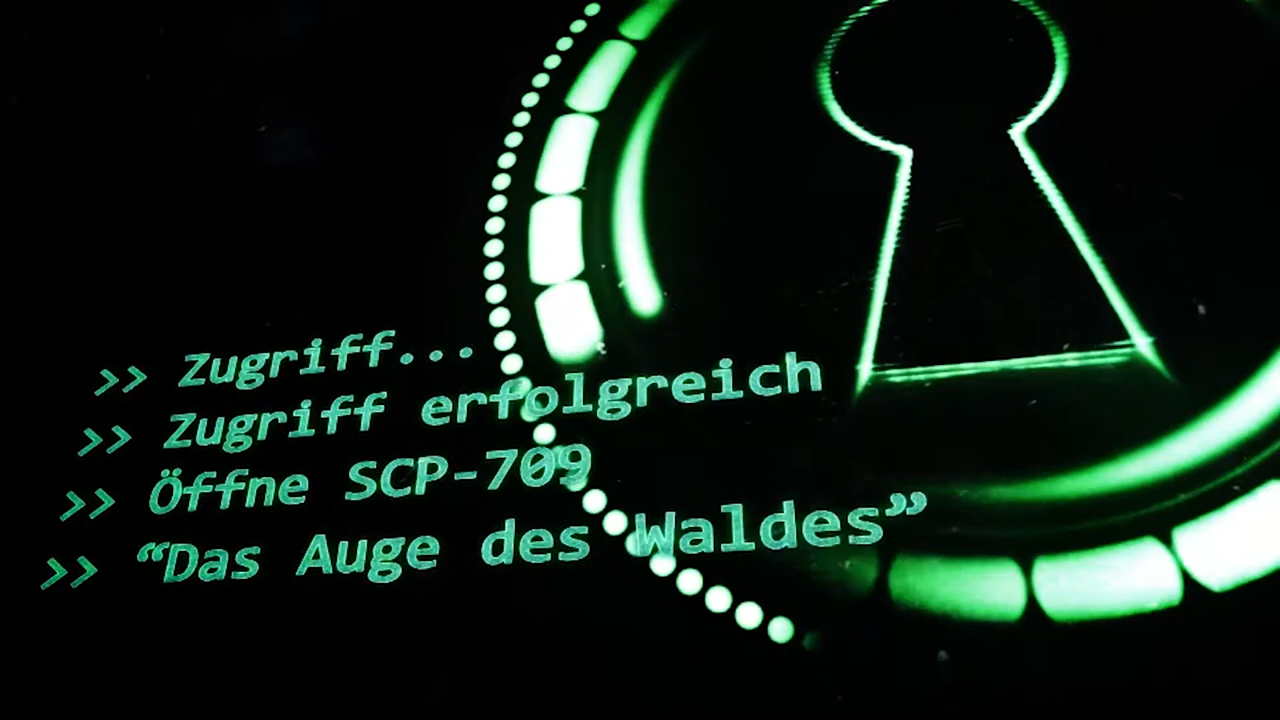 >> Zugriff...
>> Zugriff erfolgreich
>> Öffne SCP-709
>> “Das Auge des Waldes”